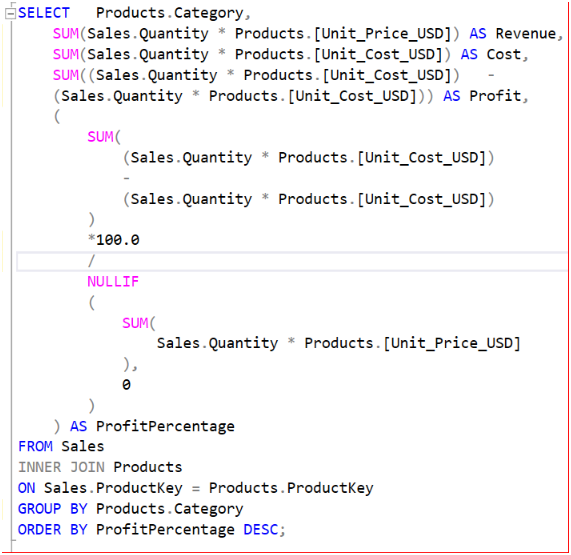 SELECT   Products.Category,
    SUM(Sales.Quantity * Products.[Unit_Price_USD]) AS Revenue,
    SUM(Sales.Quantity * Products.[Unit_Cost_USD]) AS Cost,
    SUM((Sales.Quantity * Products.[Unit_Cost_USD])   -
    (Sales.Quantity * Products.[Unit_Cost_USD])) AS Profit,
    (
        SUM(
            (Sales.Quantity * Products.[Unit_Cost_USD])
            -
            (Sales.Quantity * Products.[Unit_Cost_USD])
        )
        *100.0
        /
        NULLIF
        (
            SUM(
                Sales.Quantity * Products.[Unit_Price_USD]
            ),
            0
        )
    ) AS ProfitPercentage
FROM Sales
INNER JOIN Products
ON Sales.ProductKey = Products.ProductKey
GROUP BY Products.Category
ORDER BY ProfitPercentage DESC;